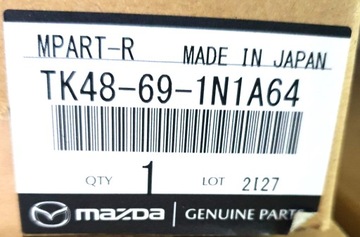 MPART-R MADE IN JAPAN
TK48-69-1N1A64
QTY 1 LOT 2127
mazda GENUINE PARTS